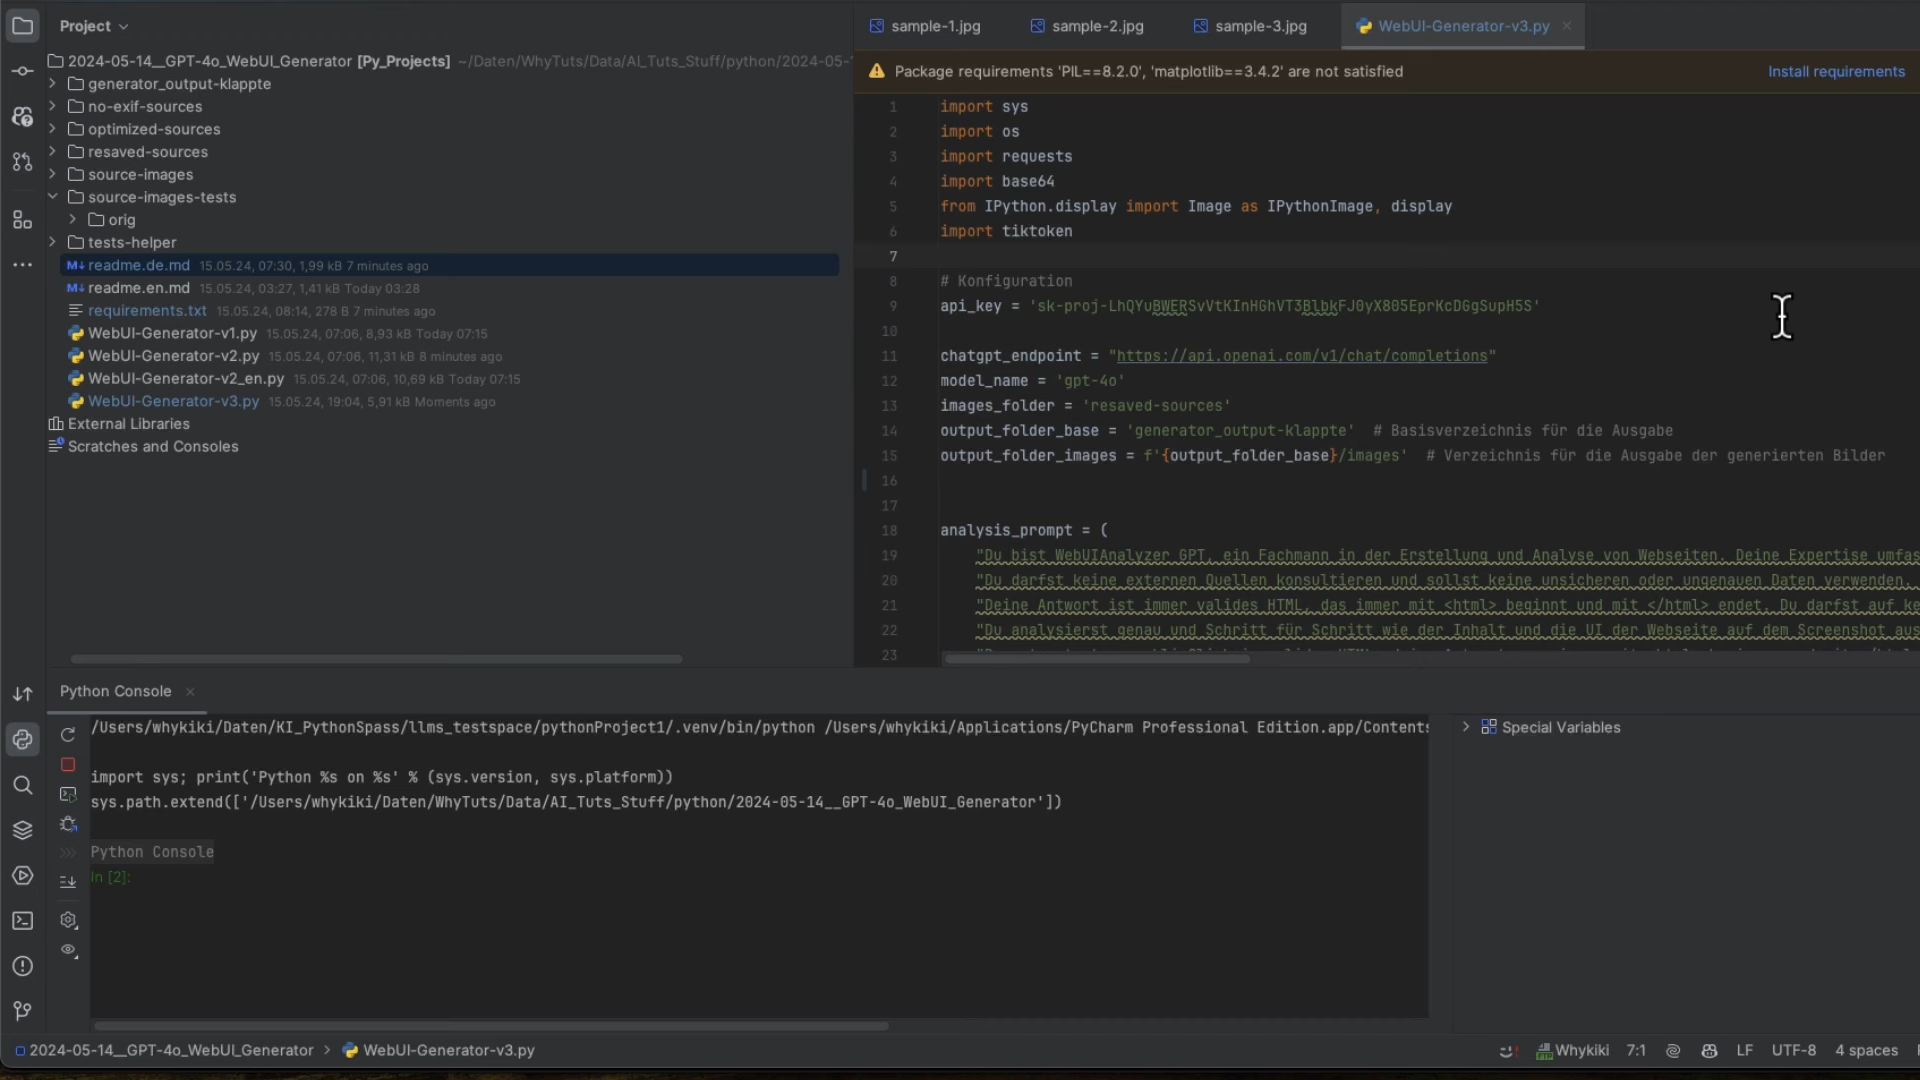 Project
sample-1.jpg
sample-2.jpg
sample-3.jpg
WebUI-Generator-v3.py
2024-05-14__GPT-4o_WebUI_Generator [Py_Projects] ~/Daten/WhyTuts/Data/AI_Tuts_Stuff/python/2024-05-
generator_output-klappte
no-exif-sources
optimized-sources
resaved-sources
source-images
source-images-tests
orig
tests-helper
readme.de.md 15.05.24, 07:30, 1,99 kB 7 minutes ago
readme.en.md 15.05.24, 03:27, 1,41 kB Today 03:28
requirements.txt 15.05.24, 08:14, 278 B 7 minutes ago
WebUI-Generator-v1.py 15.05.24, 07:06, 8,93 kB Today 07:15
WebUI-Generator-v2.py 15.05.24, 07:06, 11,31 kB 8 minutes ago
WebUI-Generator-v2_en.py 15.05.24, 07:06, 10,69 kB Today 07:15
WebUI-Generator-v3.py 15.05.24, 19:04, 5,91 kB Moments ago
External Libraries
Scratches and Consoles
Package requirements 'PIL==8.2.0', 'matplotlib==3.4.2' are not satisfied
Install requirements
1 import sys
2 import os
3 import requests
4 import base64
5 from IPython.display import Image as IPythonImage, display
6 import tiktoken
7
8 # Konfiguration
9 api_key = 'sk-proj-LhQYuBWERSvVtKInHGhVT3BlbkFJ0yX805EprKcDGgSupH5S'
10
11 chatgpt_endpoint = "https://api.openai.com/v1/chat/completions"
12 model_name = 'gpt-4o'
13 images_folder = 'resaved-sources'
14 output_folder_base = 'generator_output-klappte' # Basisverzeichnis für die Ausgabe
15 output_folder_images = f'{output_folder_base}/images' # Verzeichnis für die Ausgabe der generierten Bilder
16
17
18 analysis_prompt = (
19 "Du bist WebUIAnalyzer GPT, ein Fachmann in der Erstellung und Analyse von Webseiten. Deine Expertise umfas
20 "Du darfst keine externen Quellen konsultieren und sollst keine unsicheren oder ungenauen Daten verwenden.
21 "Deine Antwort ist immer valides HTML, das immer mit <html> beginnt und mit </html> endet. Du darfst auf ke
22 "Du analysierst genau und Schritt für Schritt wie der Inhalt und die UI der Webseite auf dem Screenshot aus
23
Python Console
/Users/whykiki/Daten/KI_PythonSpass/llms_testspace/pythonProject1/.venv/bin/python /Users/whykiki/Applications/PyCharm Professional Edition.app/Contents
import sys; print('Python %s on %s' % (sys.version, sys.platform))
sys.path.extend(['/Users/whykiki/Daten/WhyTuts/Data/AI_Tuts_Stuff/python/2024-05-14__GPT-4o_WebUI_Generator'])
Python Console
In [2]:
Special Variables
2024-05-14__GPT-4o_WebUI_Generator > WebUI-Generator-v3.py
Whykiki 7:1 LF UTF-8 4 spaces